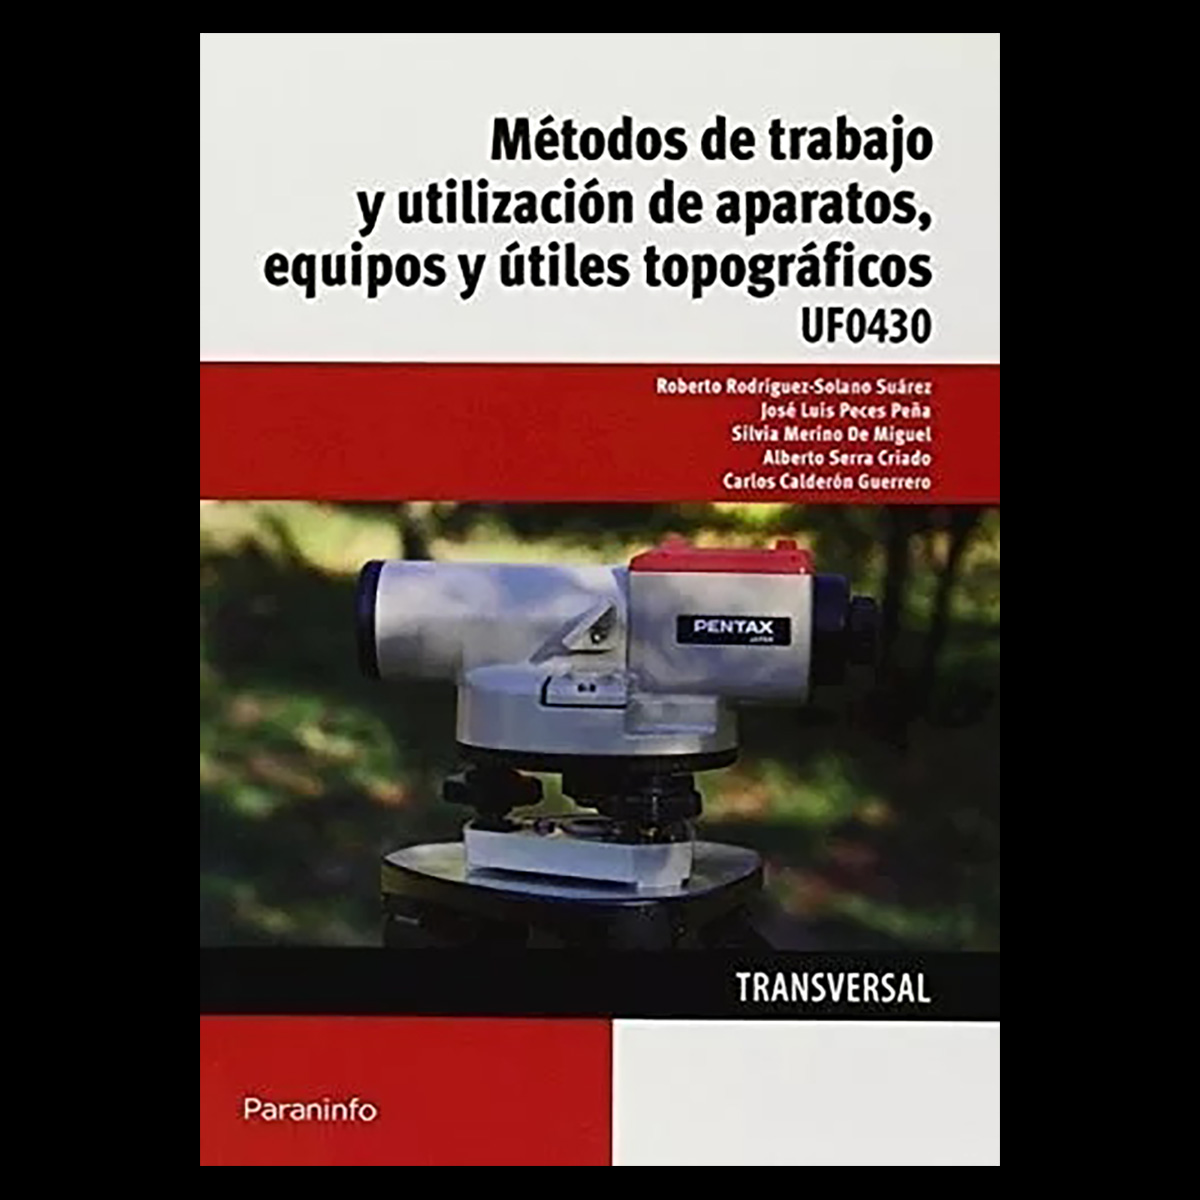 Métodos de trabajo
y utilización de aparatos,
equipos y útiles topográficos
UF0430
Roberto Rodríguez-Solano Suárez
José Luis Peces Peña
Silvia Merino De Miguel
Alberto Serra Criado
Carlos Calderón Guerrero
PENTAX
JAPAN
TRANSVERSAL
Paraninfo